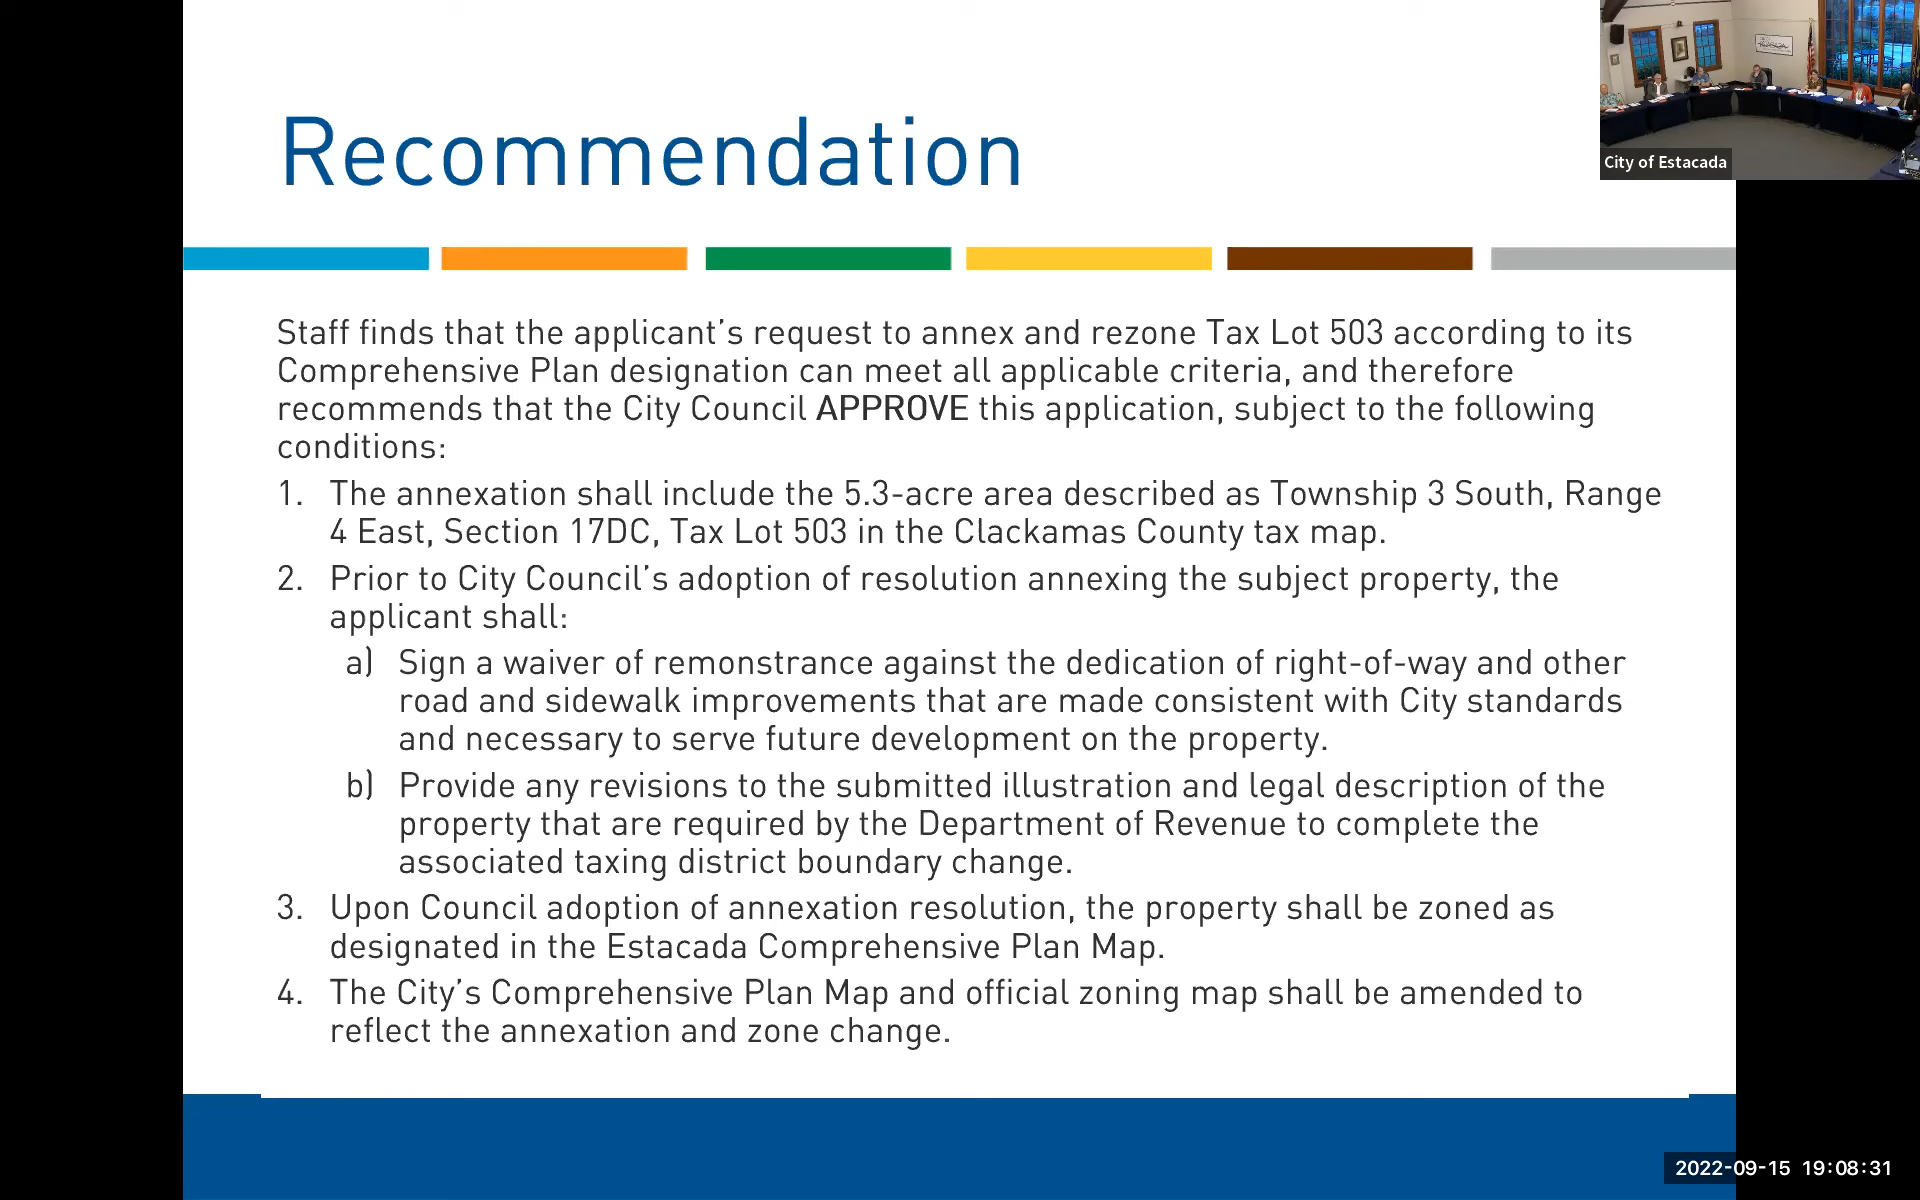 Recommendation
City of Estacada
Staff finds that the applicant's request to annex and rezone Tax Lot 503 according to its
Comprehensive Plan designation can meet all applicable criteria, and therefore
recommends that the City Council APPROVE this application, subject to the following
conditions:
1. The annexation shall include the 5.3-acre area described as Township 3 South, Range
4 East, Section 17DC, Tax Lot 503 in the Clackamas County tax map.
2. Prior to City Council's adoption of resolution annexing the subject property, the
applicant shall:
a) Sign a waiver of remonstrance against the dedication of right-of-way and other
road and sidewalk improvements that are made consistent with City standards
and necessary to serve future development on the property.
b) Provide any revisions to the submitted illustration and legal description of the
property that are required by the Department of Revenue to complete the
associated taxing district boundary change.
3. Upon Council adoption of annexation resolution, the property shall be zoned as
designated in the Estacada Comprehensive Plan Map.
4. The City's Comprehensive Plan Map and official zoning map shall be amended to
reflect the annexation and zone change.
2022-09-15 19:08:31